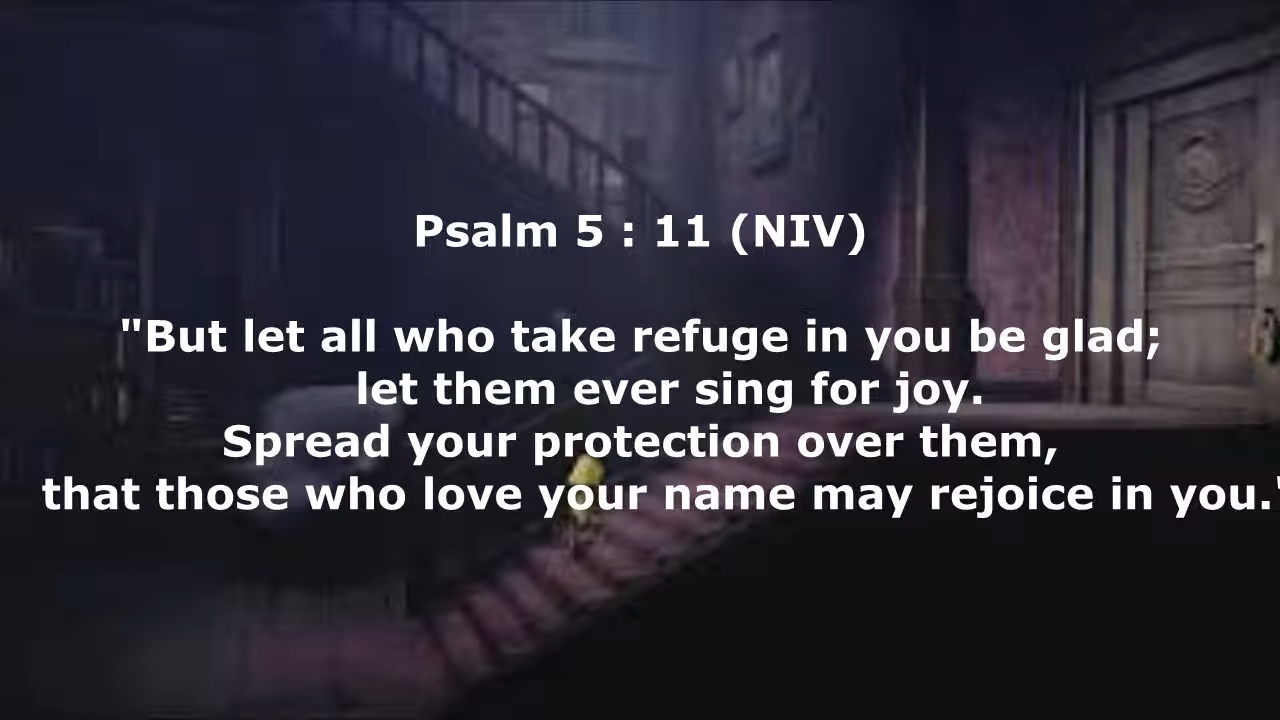 Psalm 5 : 11 (NIV)
"But let all who take refuge in you be glad;
let them ever sing for joy.
Spread your protection over them,
that those who love your name may rejoice in you."